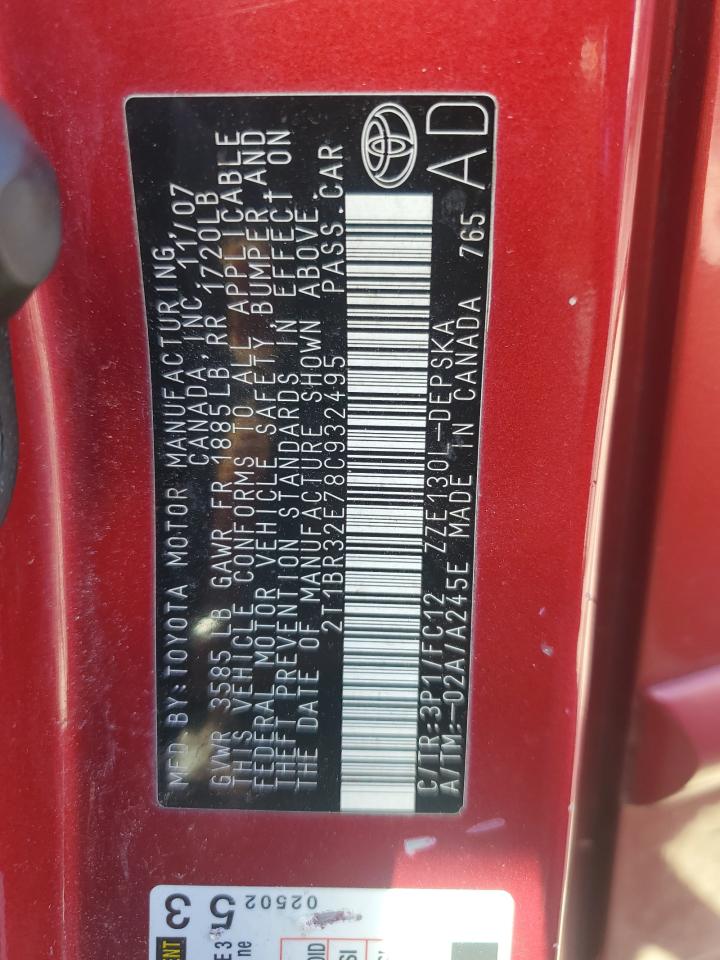 MFD BY:TOYOTA MOTOR MANUFACTURING,
CANADA, INC. 11/07
GVWR 3585 LB GAWR FR 1885LB RR 1720LB
THIS VEHICLE CONFORMS TO ALL APPLICABLE
FEDERAL MOTOR VEHICLE SAFETY,BUMPER AND
THEFT PREVENTION STANDARDS IN EFFECT ON
THE DATE OF MANUFACTURE SHOWN ABOVE.
2T1BR32E78C932495 PASS.CAR
C/TR:3P1/FC12 ZZE130L-DEPSKA
A/TM:-02A/A245E MADE IN CANADA 765
AD
3
5
02502